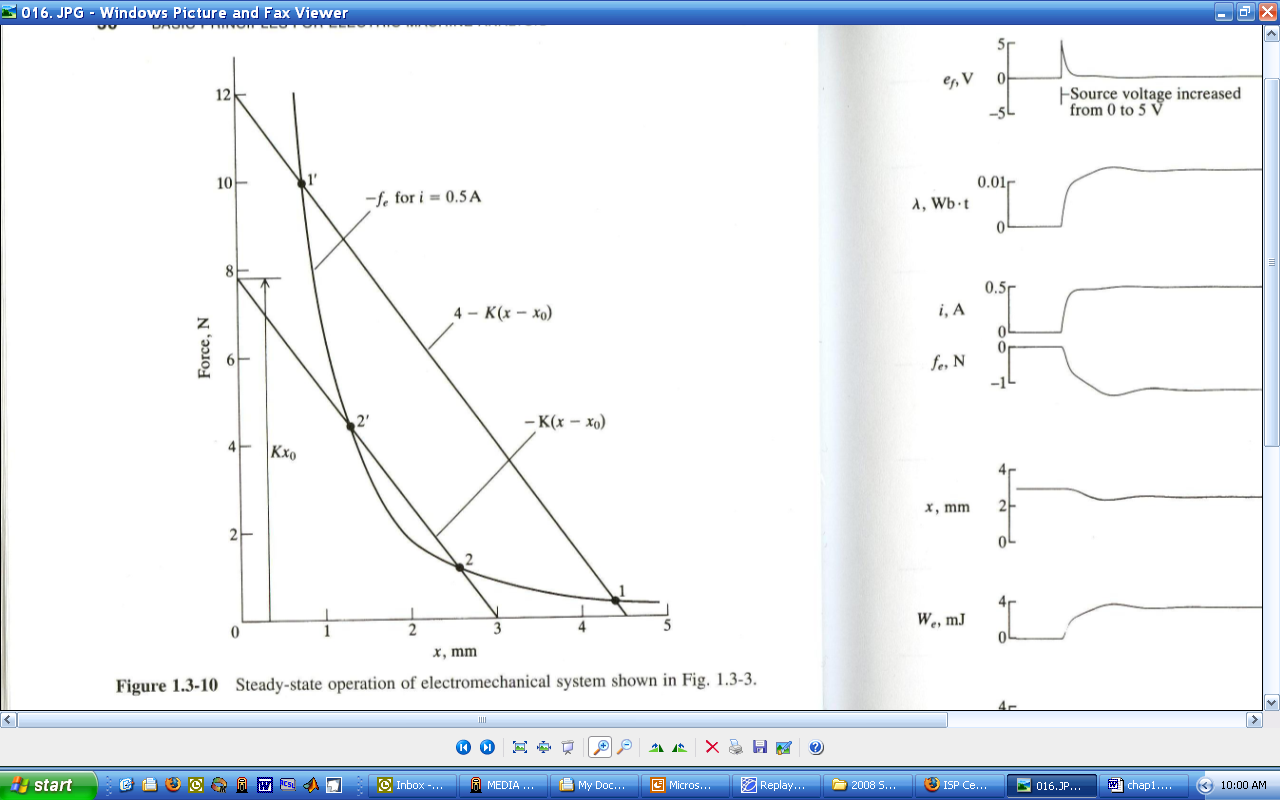 016. JPG - Windows Picture and Fax Viewer
12
10
8
6
4
2
0
1
2
3
4
5
Force, N
x, mm
1'
−fe for i = 0.5 A
4 − K(x − x0)
2'
− K(x − x0)
Kx0
2
1
Figure 1.3-10 Steady-state operation of electromechanical system shown in Fig. 1.3-3.
5
ef, V 0
−5
Source voltage increased
from 0 to 5 V
0.01
λ, Wb·t
0
0.5
i, A
0
0
fe, N
−1
4
x, mm 2
0
4
We, mJ
0
4
start
Inbox -...
MEDIA ...
My Doc...
Micros...
Replay...
2008 S...
ISP Ce...
016.JP...
chap1....
10:00 AM